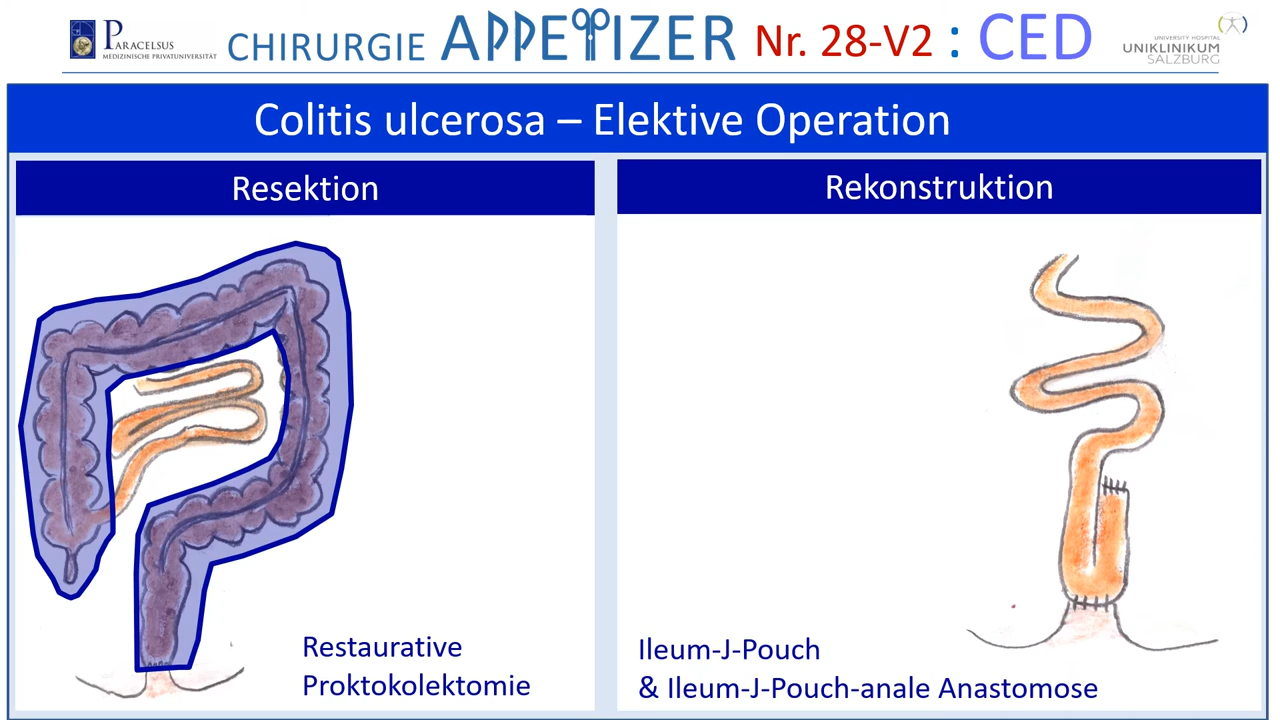 PARACELSUS
MEDIZINISCHE PRIVATUNIVERSITÄT
CHIRURGIE APPETIZER Nr. 28-V2 : CED
UNIVERSITY HOSPITAL
UNIKLINIKUM
SALZBURG
Colitis ulcerosa – Elektive Operation
Resektion
Restaurative
Proktokolektomie
Rekonstruktion
Ileum-J-Pouch
& Ileum-J-Pouch-anale Anastomose